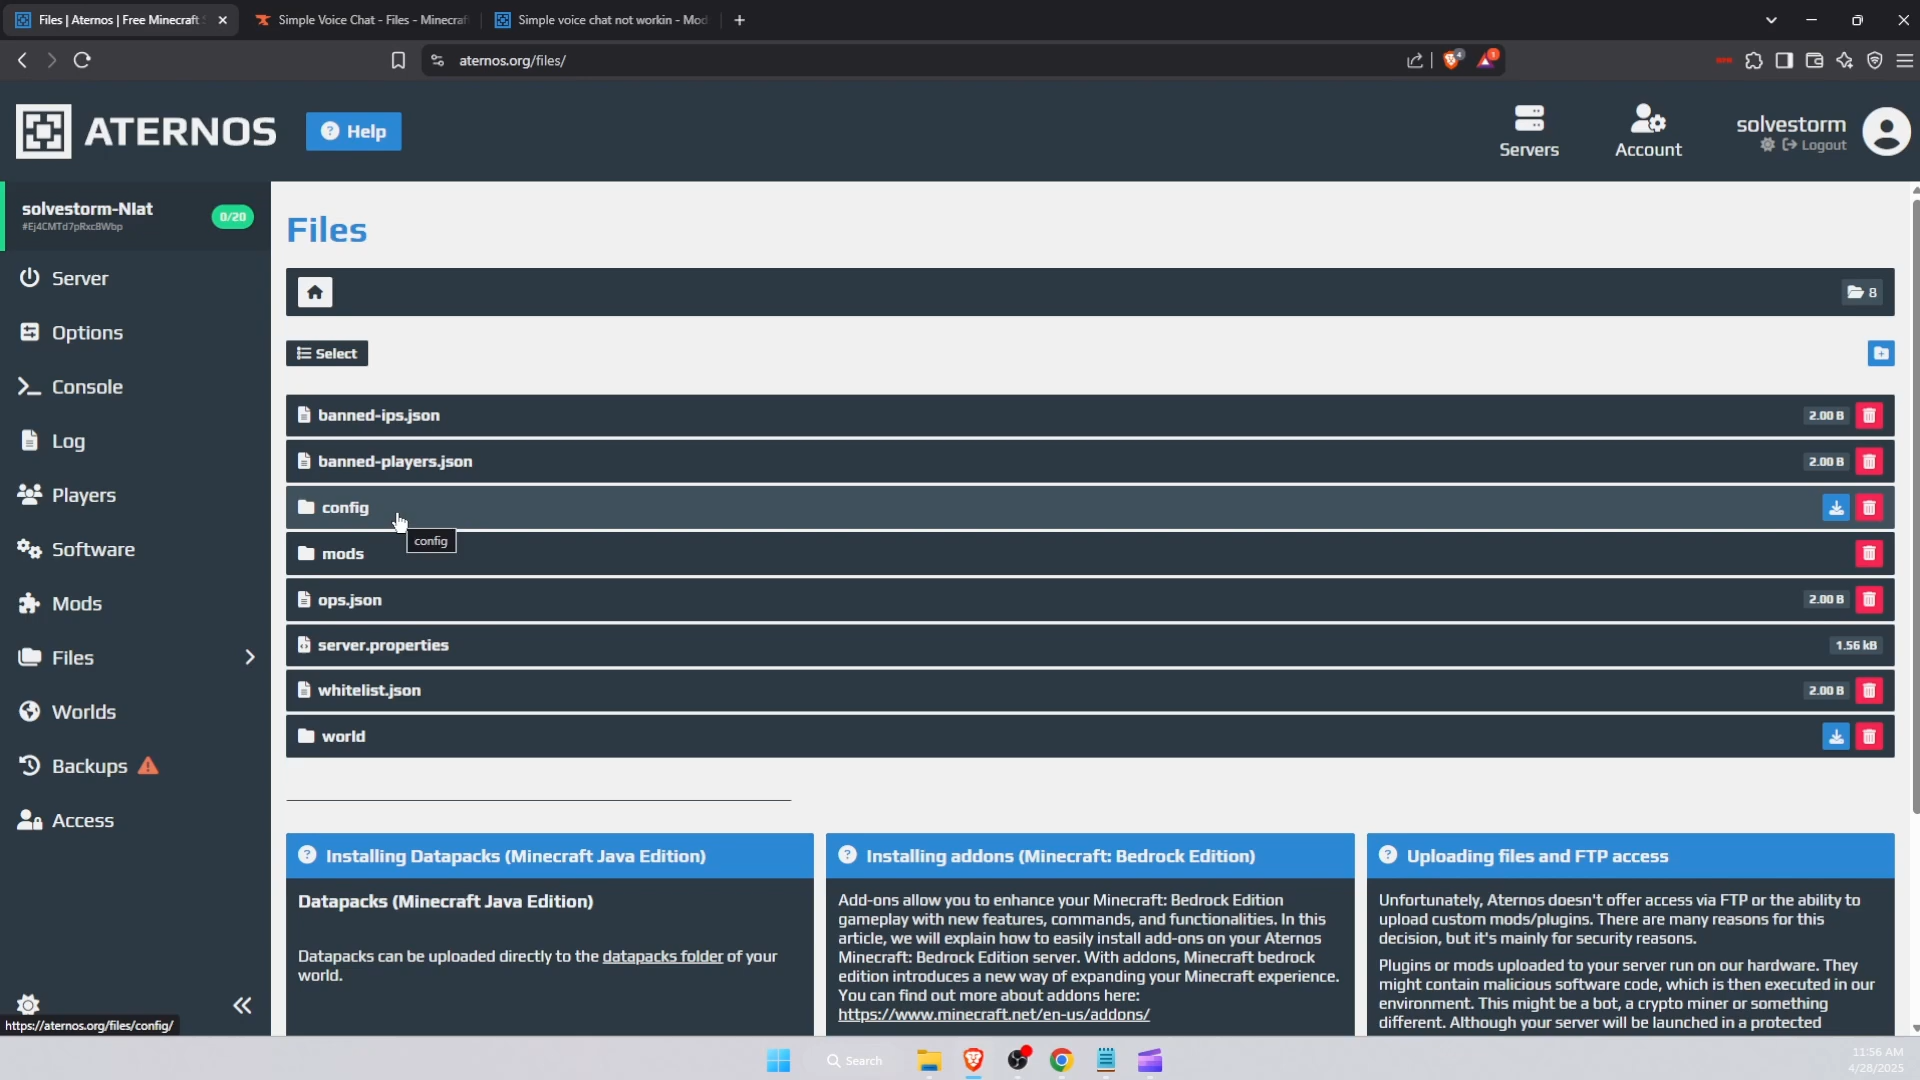 Files | Aternos | Free Minecraft
Simple Voice Chat - Files - Minecraf
Simple voice chat not workin - Mod
aternos.org/files/
4
1
ATERNOS
Help
Servers
Account
solvestorm
Logout
solvestorm-NIat
#Ej4CMTd7pRxc8Wbp
0/20
Server
Options
Console
Log
Players
Software
Mods
Files
Worlds
Backups
Access
https://aternos.org/files/config/
Files
8
Select
banned-ips.json
2.00 B
banned-players.json
2.00 B
config
config
mods
ops.json
2.00 B
server.properties
1.56 kB
whitelist.json
2.00 B
world
Installing Datapacks (Minecraft Java Edition)
Datapacks (Minecraft Java Edition)
Datapacks can be uploaded directly to the datapacks folder of your
world.
Installing addons (Minecraft: Bedrock Edition)
Add-ons allow you to enhance your Minecraft: Bedrock Edition
gameplay with new features, commands, and functionalities. In this
article, we will explain how to easily install add-ons on your Aternos
Minecraft: Bedrock Edition server. With addons, Minecraft bedrock
edition introduces a new way of expanding your Minecraft experience.
You can find out more about addons here:
https://www.minecraft.net/en-us/addons/
Uploading files and FTP access
Unfortunately, Aternos doesn't offer access via FTP or the ability to
upload custom mods/plugins. There are many reasons for this
decision, but it's mainly for security reasons.
Plugins or mods uploaded to your server run on our hardware. They
might contain malicious software code, which is then executed in our
environment. This might be a bot, a crypto miner or something
different. Although your server will be launched in a protected
Search
11:56 AM
4/28/2025